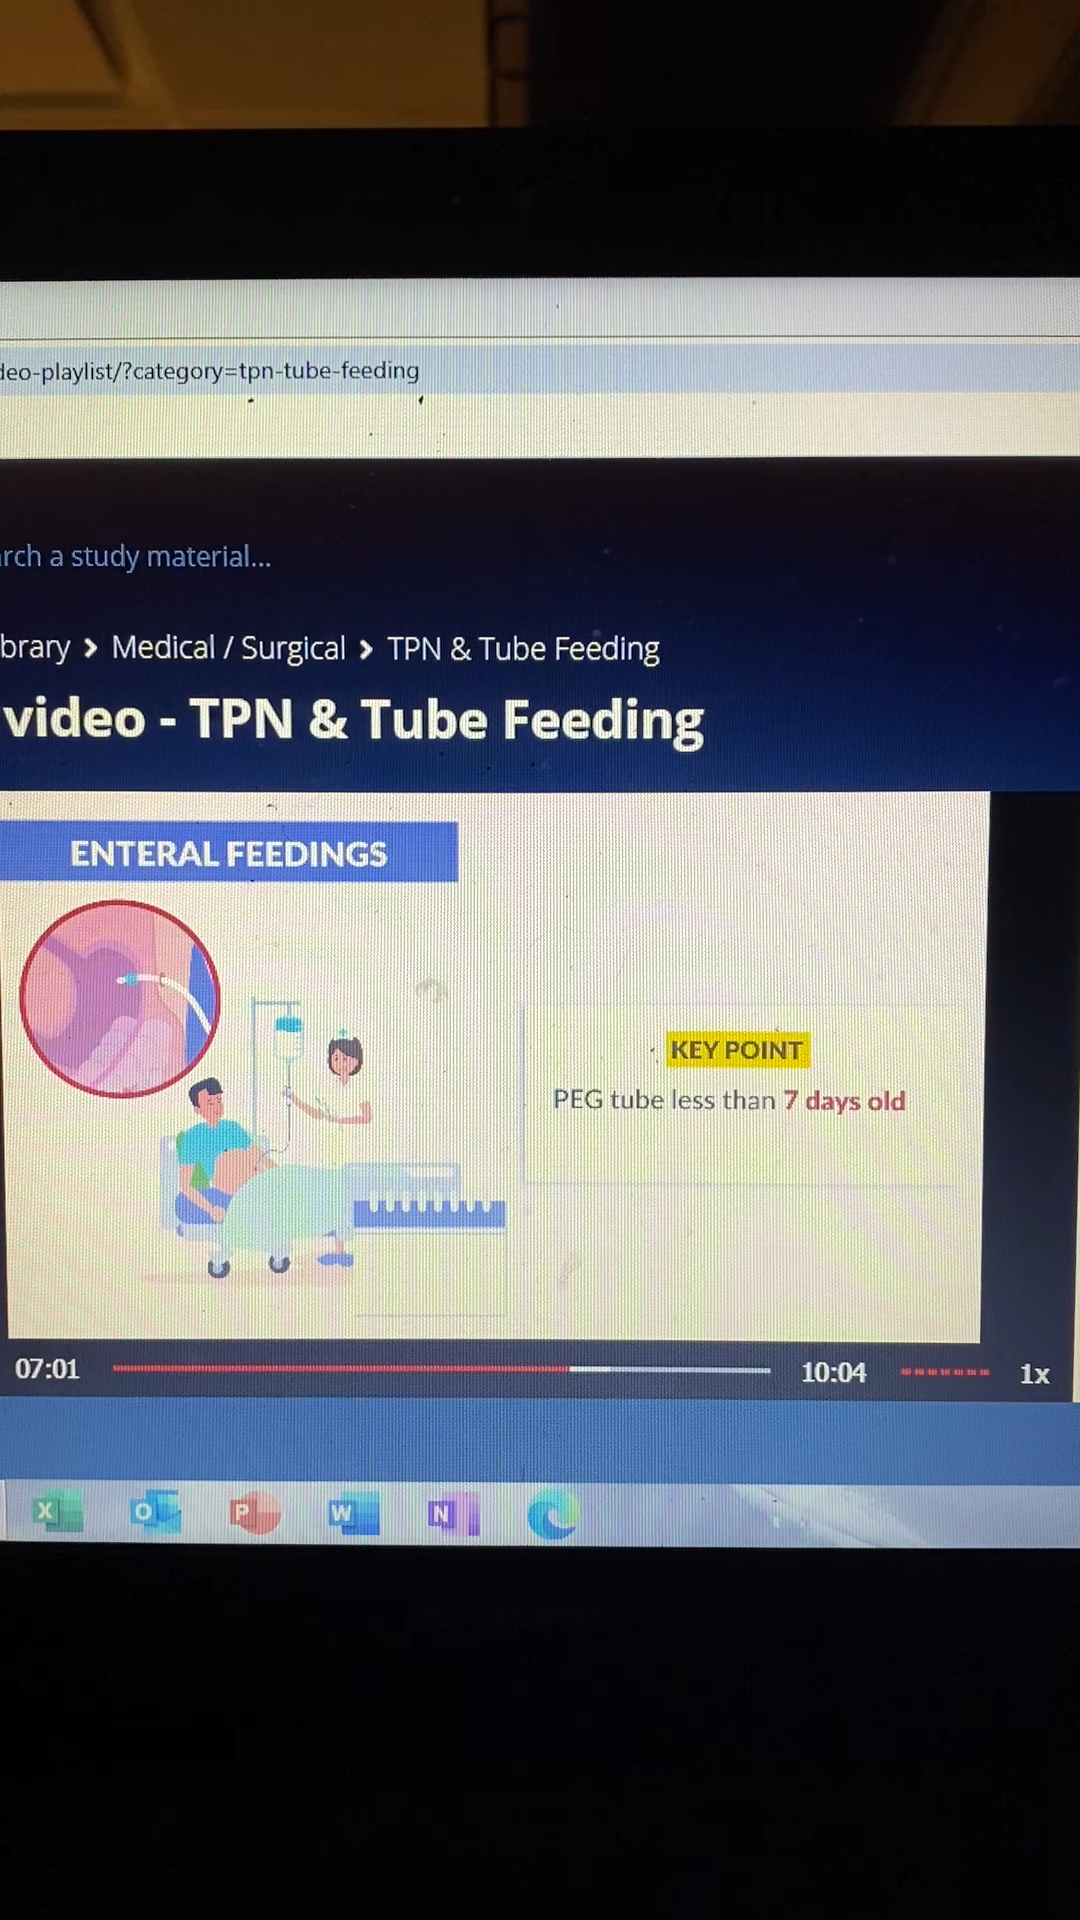 deo-playlist/?category=tpn-tube-feeding
rch a study material...
brary > Medical / Surgical > TPN & Tube Feeding
video - TPN & Tube Feeding
ENTERAL FEEDINGS
KEY POINT
PEG tube less than 7 days old
07:01
10:04
1x
X
O
P
W
N